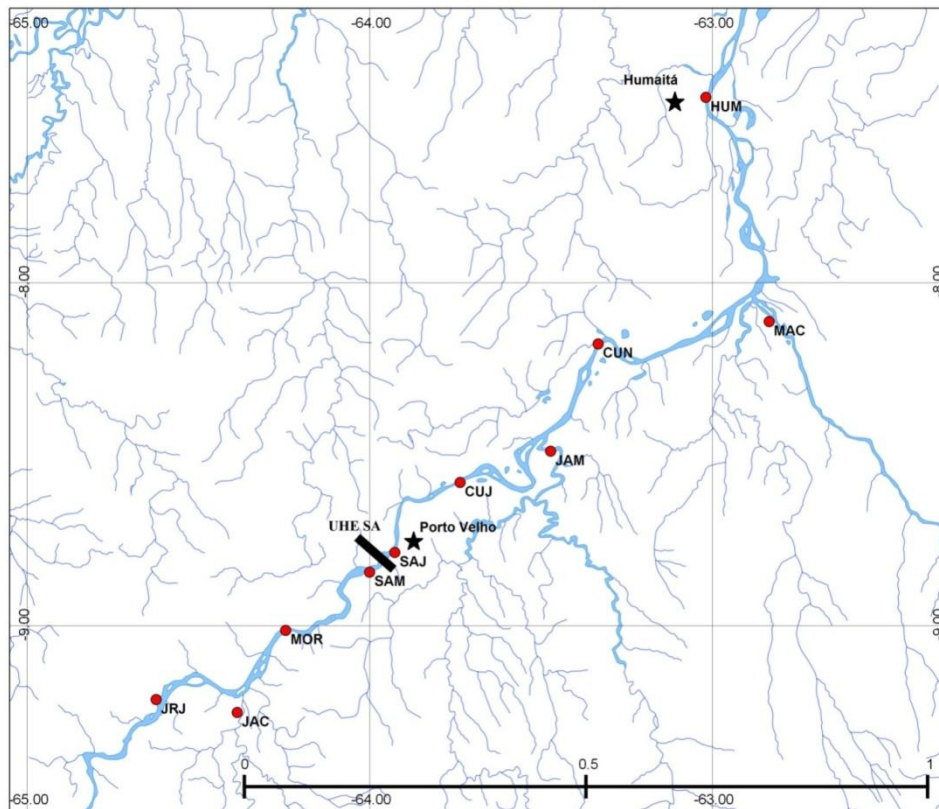 -65.00
-64.00
-63.00
Humaitá
HUM
-8.00
-8.00
MAC
CUN
JAM
CUJ
UHE SA
Porto Velho
SAJ
SAM
-9.00
-9.00
MOR
JRJ
JAC
0
0.5
1
-65.00
-64.00
-63.00